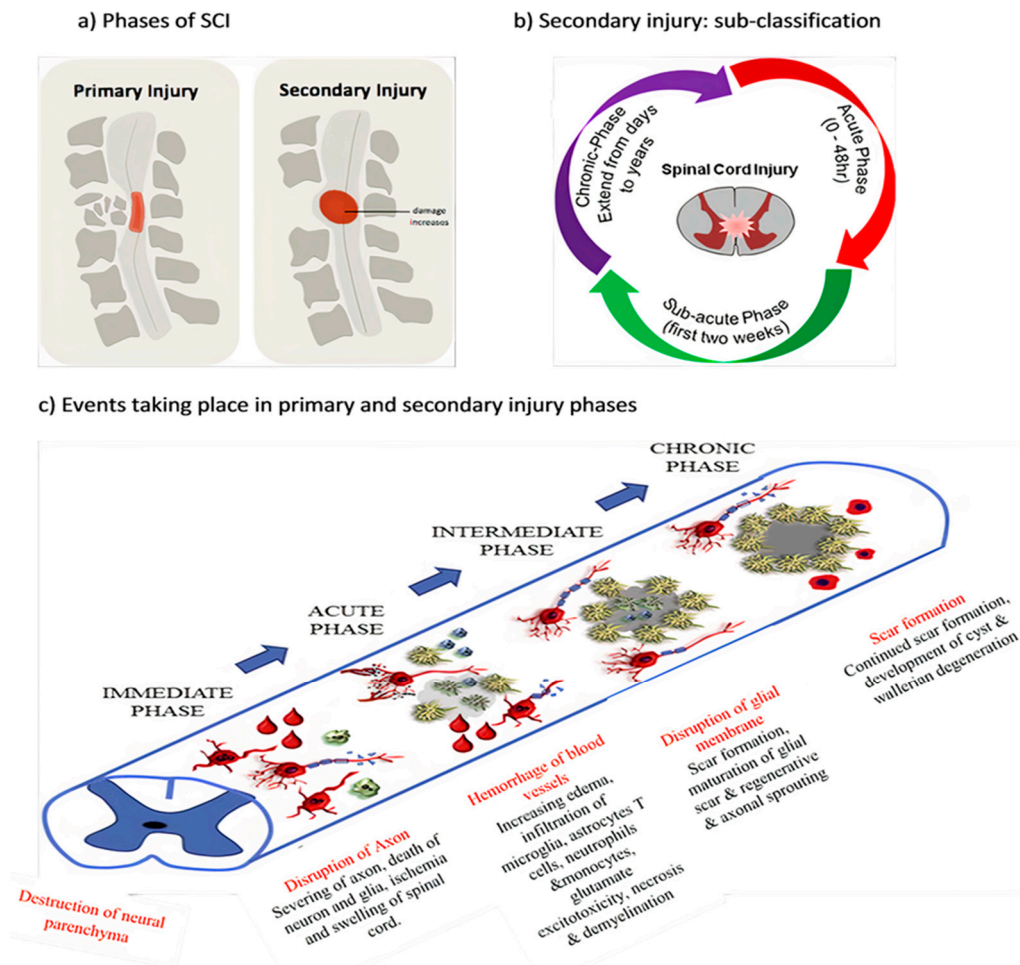 a) Phases of SCI
b) Secondary injury: sub-classification
Primary Injury
Secondary Injury
damage
increases
Chronic-Phase
Extend from days
to years
Acute Phase
(0 - 48hr)
Spinal Cord Injury
Sub-acute Phase
(first two weeks)
c) Events taking place in primary and secondary injury phases
IMMEDIATE
PHASE
ACUTE
PHASE
INTERMEDIATE
PHASE
CHRONIC
PHASE
Destruction of neural
parenchyma
Disruption of Axon
Severing of axon, death of
neuron and glia, ischemia
and swelling of spinal
cord.
Hemorrhage of blood
vessels
Increasing edema,
infiltration of
microglia, astrocytes T
cells, neutrophils
&monocytes,
glutamate
excitotoxicity, necrosis
& demyelination
Disruption of glial
membrane
Scar formation,
maturation of glial
scar & regenerative
& axonal sprouting
Scar formation
Continued scar formation,
development of cyst &
wallerian degeneration